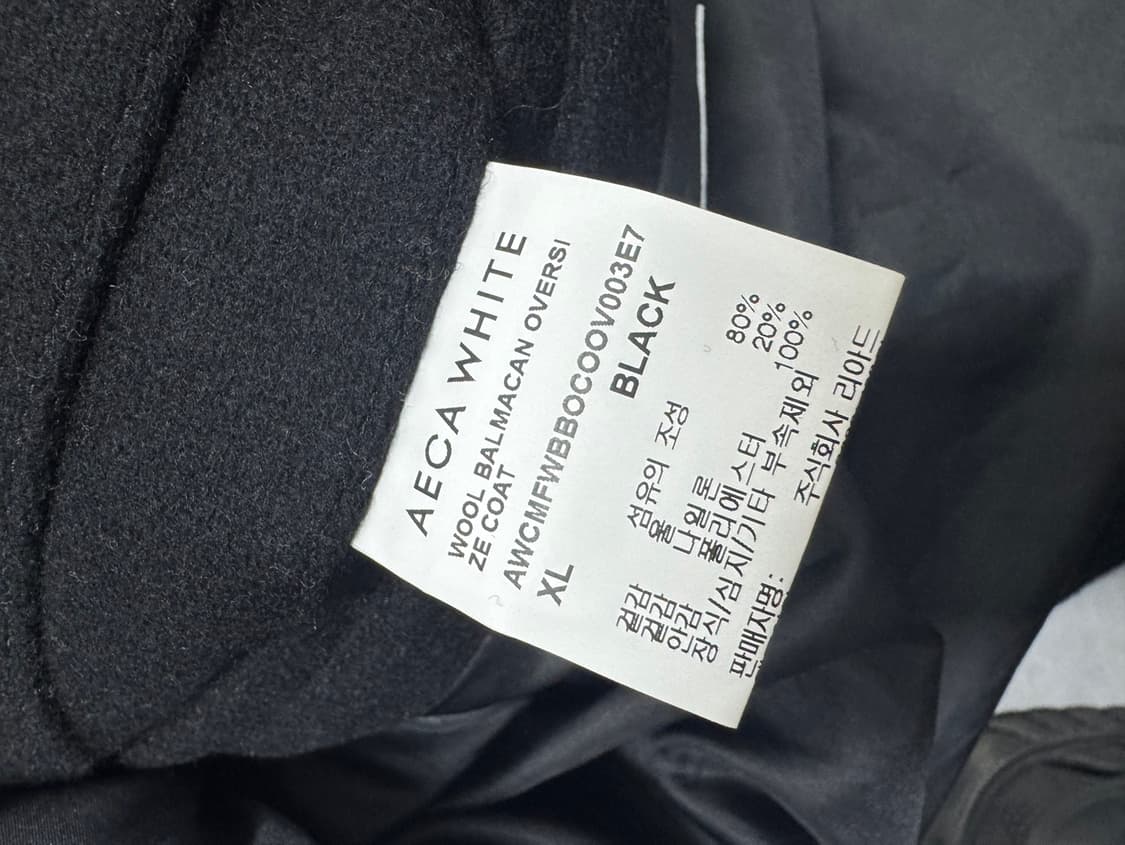 AECA WHITE
WOOL BALMACAN OVERSI
ZE COAT
AWCMFWBBOCOOV003E7
XL BLACK
섬유의 조성
겉감 울 80%
겉감 나일론 20%
안감 폴리에스터 100%
장식/심지/기타 부속제외
판매자명: 주식회사 리아드